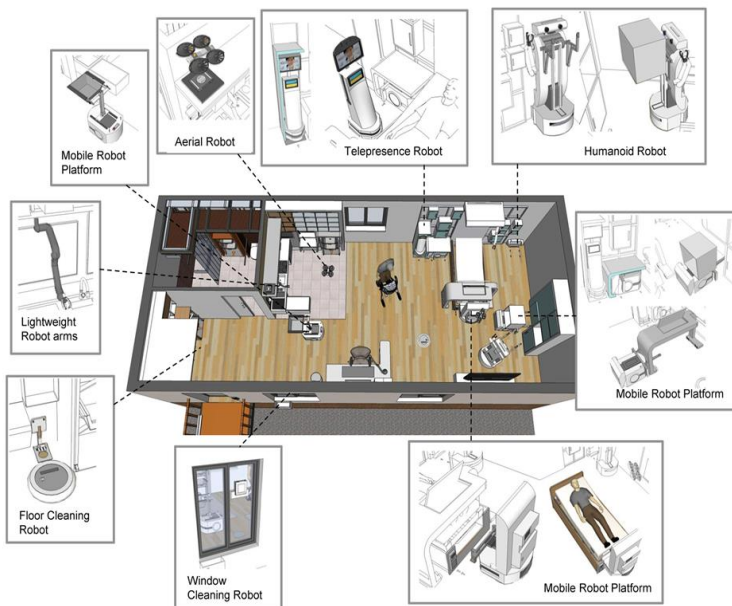 Mobile Robot
Platform
Aerial Robot
Telepresence Robot
Humanoid Robot
Lightweight
Robot arms
Mobile Robot Platform
Floor Cleaning
Robot
Window
Cleaning Robot
Mobile Robot Platform